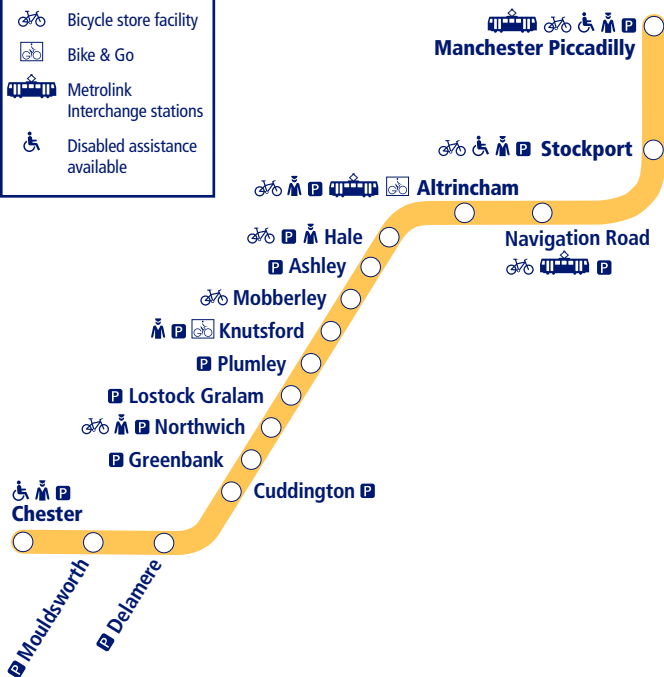 Bicycle store facility
Bike & Go
Metrolink
Interchange stations
Disabled assistance
available
P
Manchester Piccadilly
P Stockport
P Altrincham
P Hale
Navigation Road
P
P Ashley
Mobberley
P Knutsford
P Plumley
P Lostock Gralam
P Northwich
P Greenbank
Cuddington P
P
Chester
P Mouldsworth
P Delamere